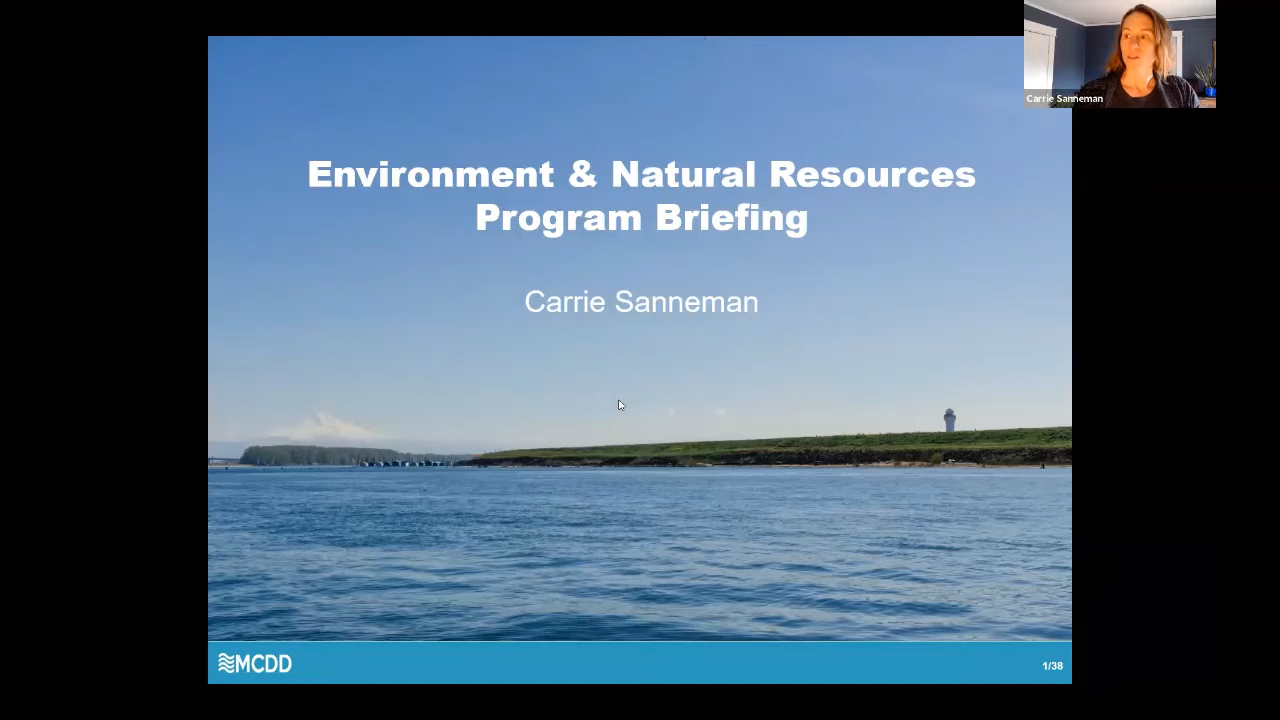 Carrie Sanneman
Environment & Natural Resources
Program Briefing
Carrie Sanneman
MCDD
1/38